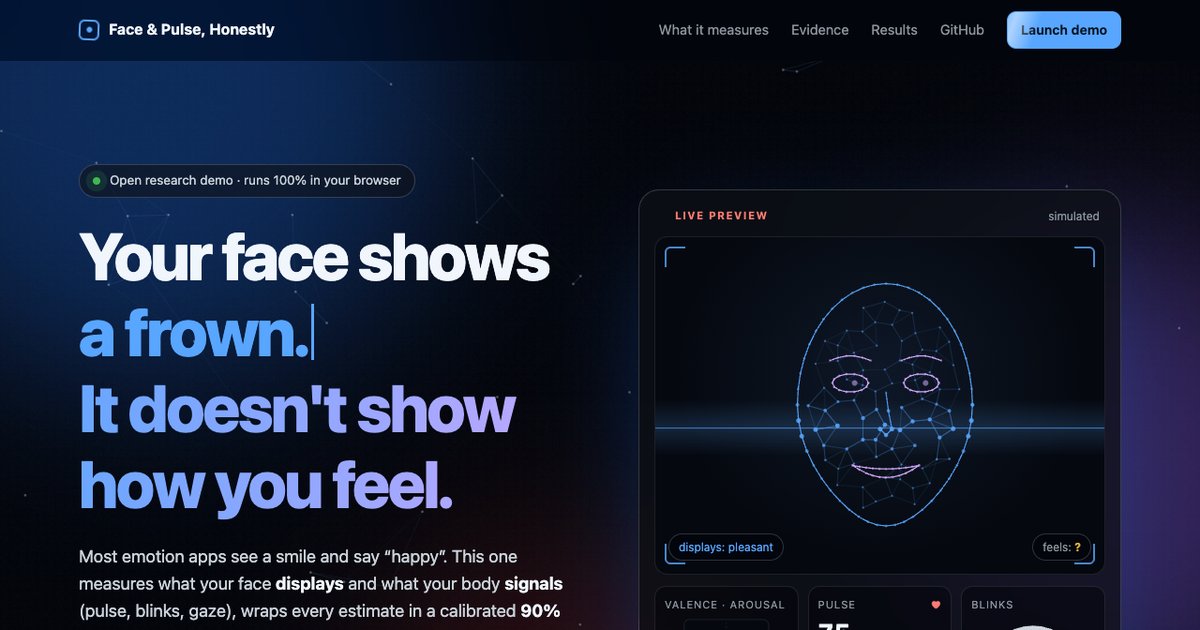 Face & Pulse, Honestly
What it measures
Evidence
Results
GitHub
Launch demo
Open research demo · runs 100% in your browser
Your face shows
a frown.
It doesn't show
how you feel.
Most emotion apps see a smile and say “happy”. This one
measures what your face displays and what your body signals
(pulse, blinks, gaze), wraps every estimate in a calibrated 90%
LIVE PREVIEW
simulated
displays: pleasant
feels: ?
VALENCE · AROUSAL
PULSE
BLINKS